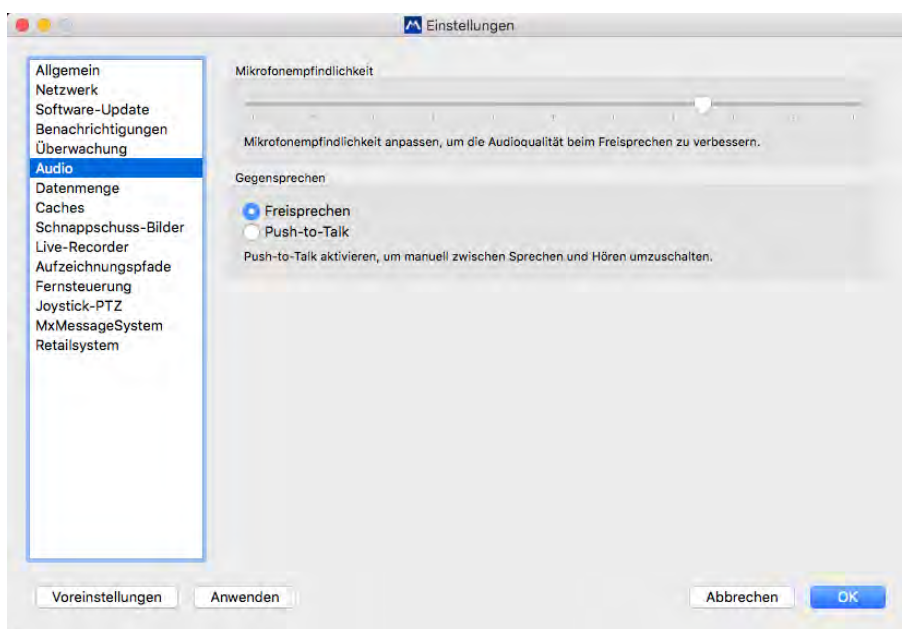 Einstellungen
Allgemein
Netzwerk
Software-Update
Benachrichtigungen
Überwachung
Audio
Datenmenge
Caches
Schnappschuss-Bilder
Live-Recorder
Aufzeichnungspfade
Fernsteuerung
Joystick-PTZ
MxMessageSystem
Retailsystem
Mikrofonempfindlichkeit
Mikrofonempfindlichkeit anpassen, um die Audioqualität beim Freisprechen zu verbessern.
Gegensprechen
Freisprechen
Push-to-Talk
Push-to-Talk aktivieren, um manuell zwischen Sprechen und Hören umzuschalten.
Voreinstellungen
Anwenden
Abbrechen
OK